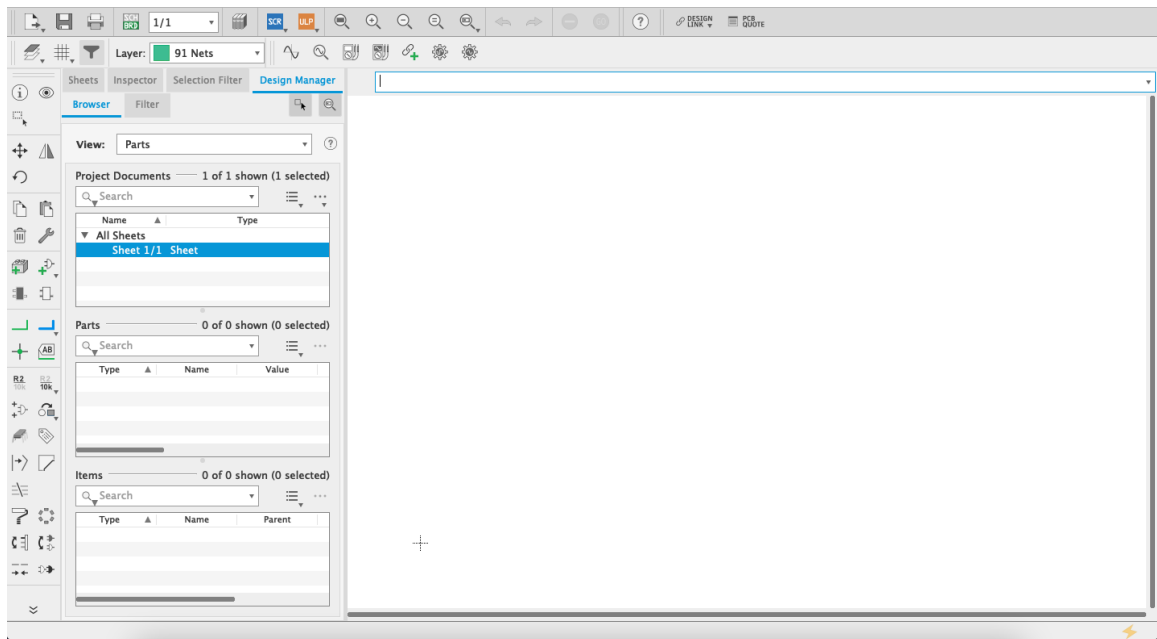 SCH BRD 1/1 SCR ULP DESIGN LINK PCB QUOTE
Layer: 91 Nets
Sheets Inspector Selection Filter Design Manager
Browser Filter
View: Parts
Project Documents 1 of 1 shown (1 selected)
Search
Name Type
All Sheets
Sheet 1/1 Sheet
Parts 0 of 0 shown (0 selected)
Search
Type Name Value
Items 0 of 0 shown (0 selected)
Search
Type Name Parent
AB
R2 10k R2 10k